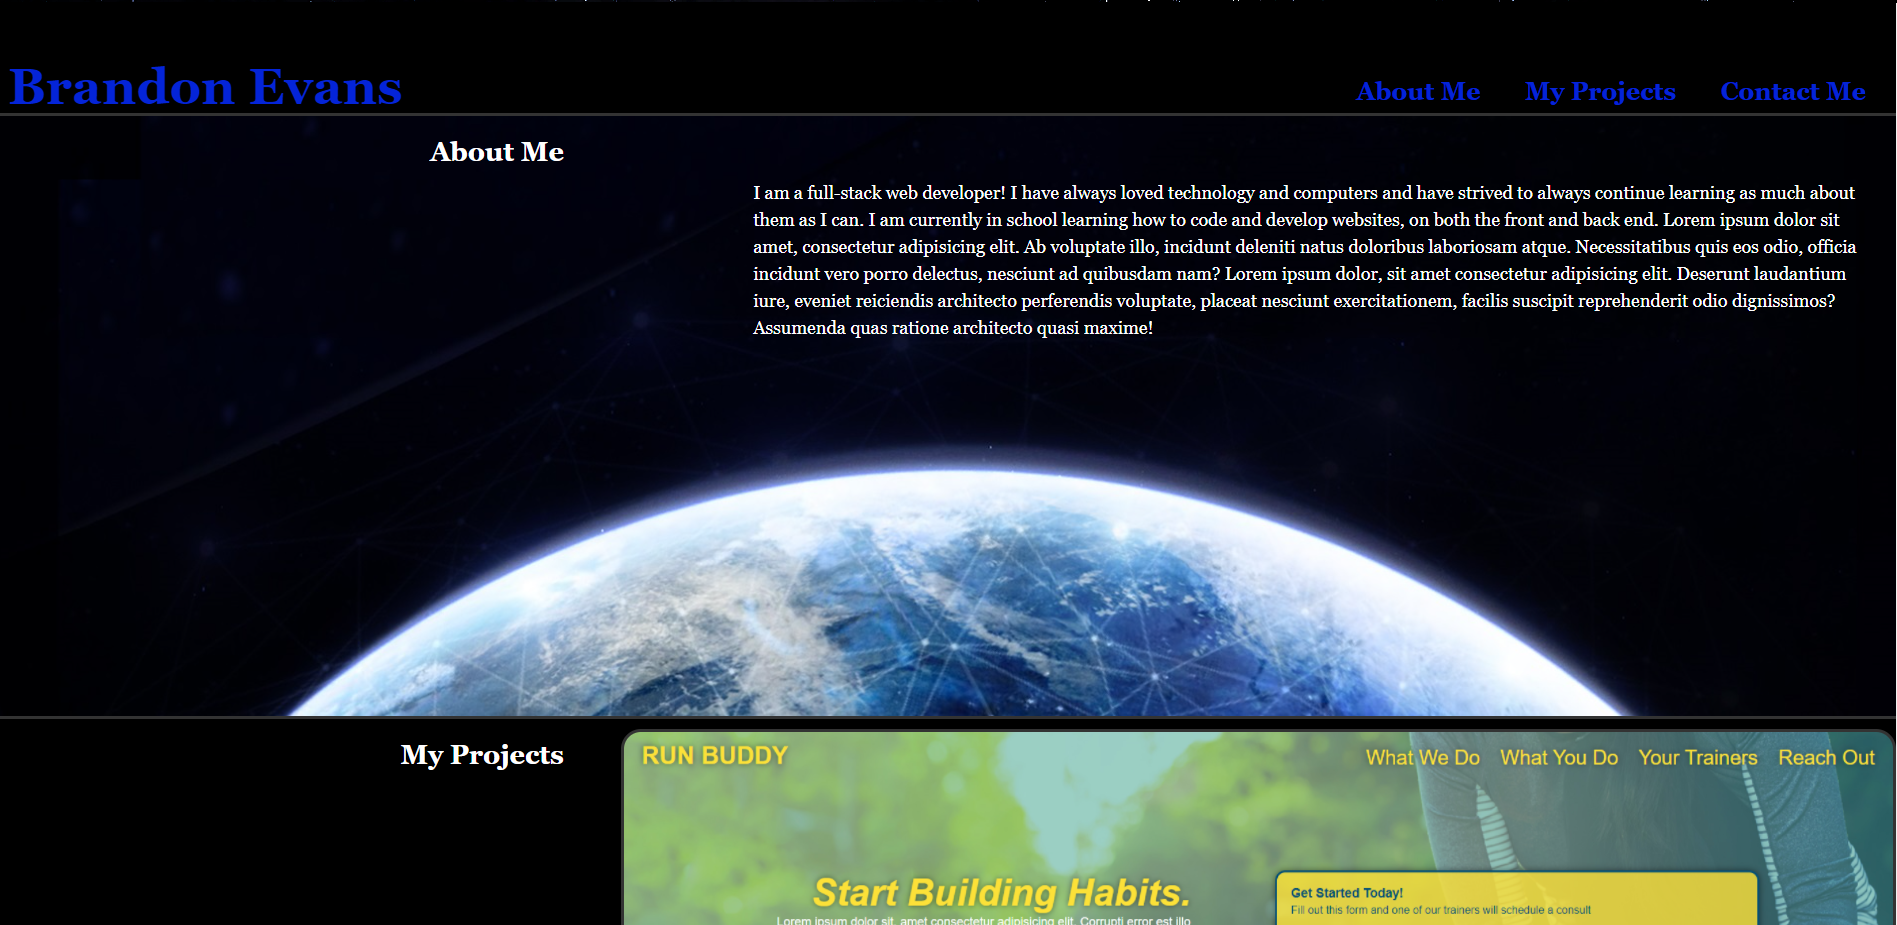 Brandon Evans
About Me My Projects Contact Me
About Me
I am a full-stack web developer! I have always loved technology and computers and have strived to always continue learning as much about
them as I can. I am currently in school learning how to code and develop websites, on both the front and back end. Lorem ipsum dolor sit
amet, consectetur adipisicing elit. Ab voluptate illo, incidunt deleniti natus doloribus laboriosam atque. Necessitatibus quis eos odio, officia
incidunt vero porro delectus, nesciunt ad quibusdam nam? Lorem ipsum dolor, sit amet consectetur adipisicing elit. Deserunt laudantium
iure, eveniet reiciendis architecto perferendis voluptate, placeat nesciunt exercitationem, facilis suscipit reprehenderit odio dignissimos?
Assumenda quas ratione architecto quasi maxime!
My Projects
RUN BUDDY
What We Do What You Do Your Trainers Reach Out
Start Building Habits.
Lorem ipsum dolor sit, amet consectetur adipisicing elit. Corrupti error est illo
Get Started Today!
Fill out this form and one of our trainers will schedule a consult